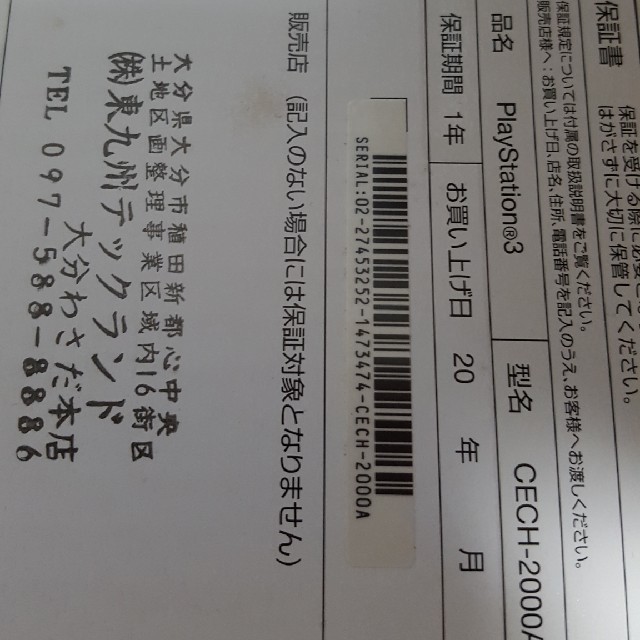 保証書
保証を受ける際に必要と
はがさずに大切に保管してください。
保証規定については付属の取扱説明書をご覧ください。
販売店様へ:お買い上げ日、店名、住所、電話番号を記入のうえ、お客様へお渡しください。
品名 PlayStation®3 型名 CECH-2000A
保証期間 1年 お買い上げ日 20 年 月
SERIAL:02-27453252-1473474-CECH-2000A
販売店 (記入のない場合には保証対象となりません)
大分県大分市稙田新都心中央
土地区画整理事業区域内16街区
(株)東九州テックランド
大分わさだ本店
TEL 097-588-8886